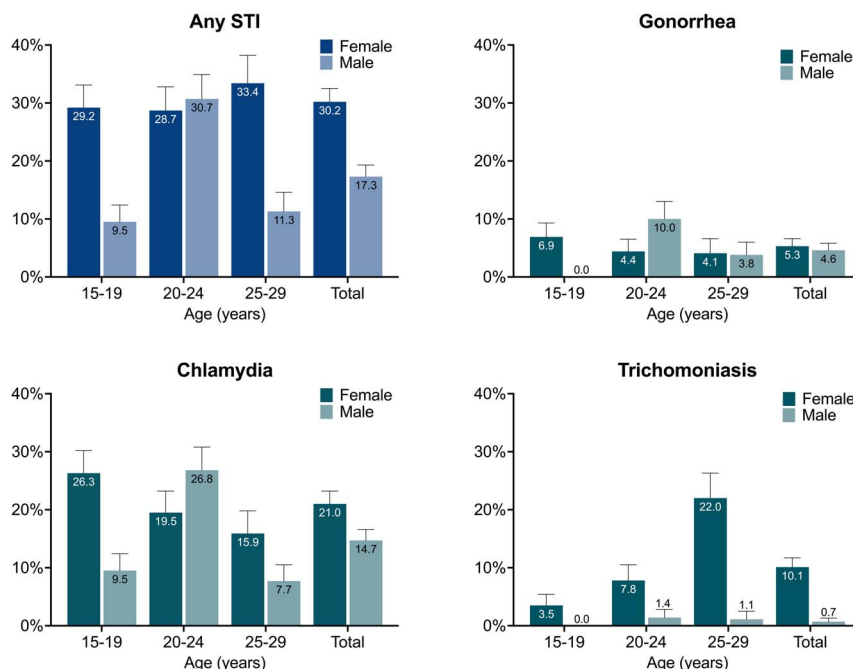 Any STI
Female
Male
40%
30%
20%
10%
0%
29.2
9.5
28.7
30.7
33.4
11.3
30.2
17.3
15-19 20-24 25-29 Total
Age (years)
Gonorrhea
Female
Male
40%
30%
20%
10%
0%
6.9
0.0
4.4
10.0
4.1
3.8
5.3
4.6
15-19 20-24 25-29 Total
Age (years)
Chlamydia
Female
Male
40%
30%
20%
10%
0%
26.3
9.5
19.5
26.8
15.9
7.7
21.0
14.7
15-19 20-24 25-29 Total
Age (years)
Trichomoniasis
Female
Male
40%
30%
20%
10%
0%
3.5
0.0
7.8
1.4
22.0
1.1
10.1
0.7
15-19 20-24 25-29 Total
Age (years)